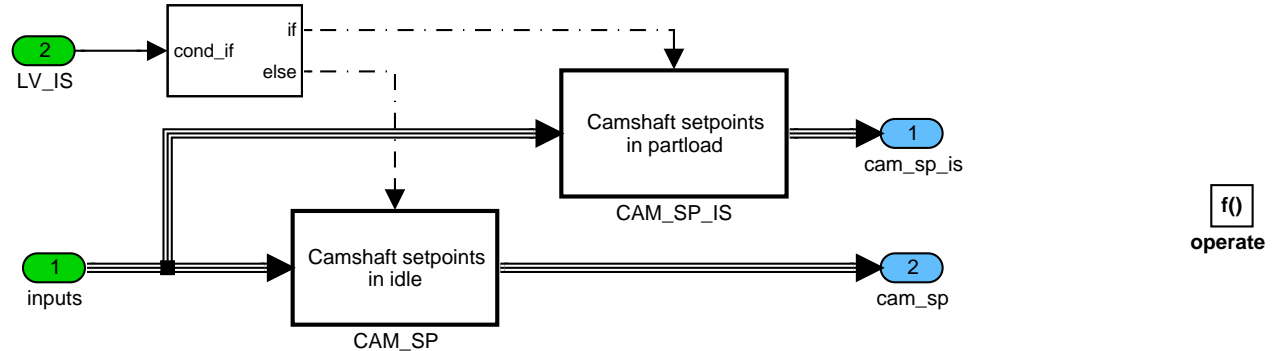 2
LV_IS
cond_if
if
else
Camshaft setpoints
in partload
CAM_SP_IS
1
cam_sp_is
f()
operate
1
inputs
Camshaft setpoints
in idle
CAM_SP
2
cam_sp